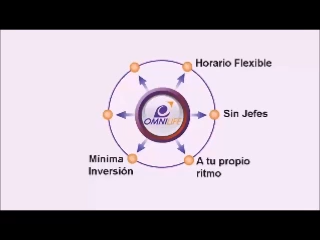 Horario Flexible
OMNILIFE
Sin Jefes
Mínima
Inversión
A tu propio
ritmo